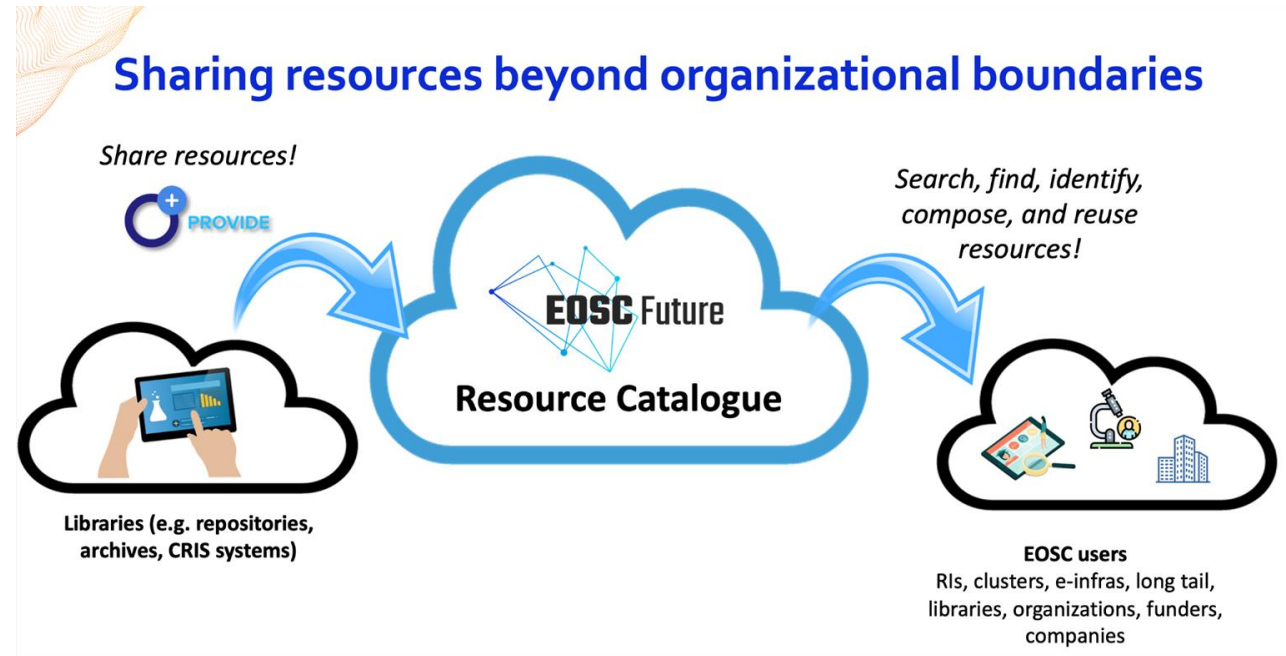 Sharing resources beyond organizational boundaries
Share resources!
PROVIDE
Search, find, identify,
compose, and reuse
resources!
EOSC Future
Resource Catalogue
Libraries (e.g. repositories,
archives, CRIS systems)
EOSC users
RIs, clusters, e-infras, long tail,
libraries, organizations, funders,
companies